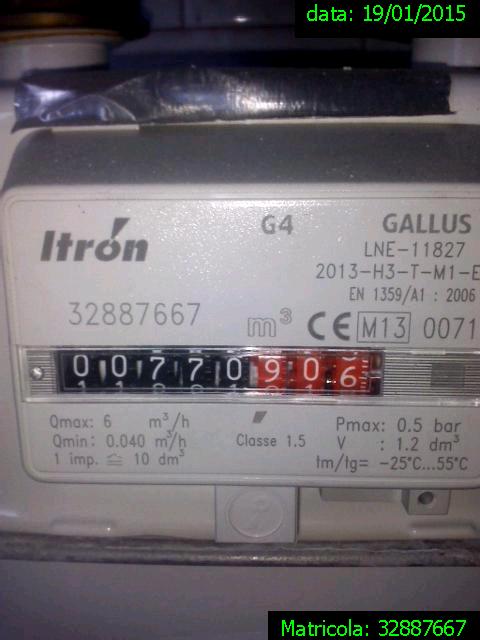 data: 19/01/2015
G4
GALLUS
Itrón
LNE-11827
2013-H3-T-M1-E
EN 1359/A1 : 2006
32887667
m³
CE M13 0071
00770906
Qmax: 6 m³/h
Qmin: 0.040 m³/h
1 imp. ≙ 10 dm³
Classe 1.5
Pmax: 0.5 bar
V : 1.2 dm³
tm/tg= -25°C...55°C
Matricola: 32887667